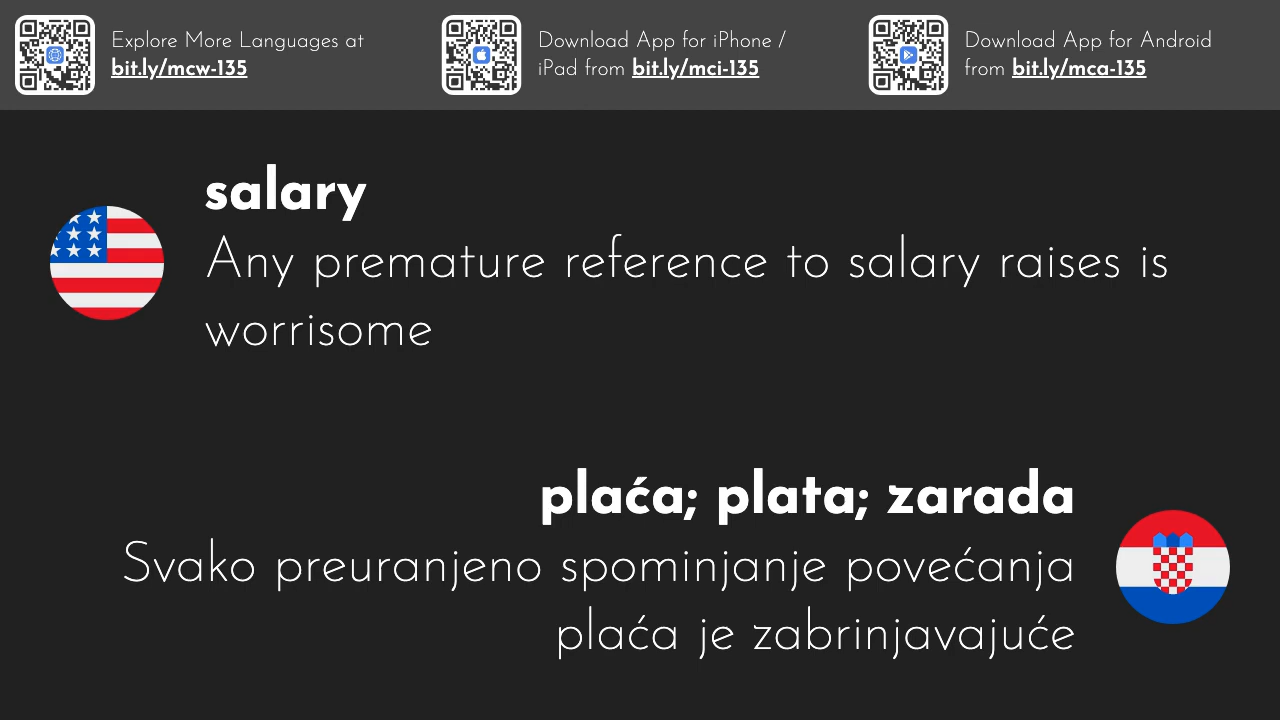 Explore More Languages at
bit.ly/mcw-135
Download App for iPhone /
iPad from bit.ly/mci-135
Download App for Android
from bit.ly/mca-135
salary
Any premature reference to salary raises is
worrisome
plaća; plata; zarada
Svako preuranjeno spominjanje povećanja
plaća je zabrinjavajuće